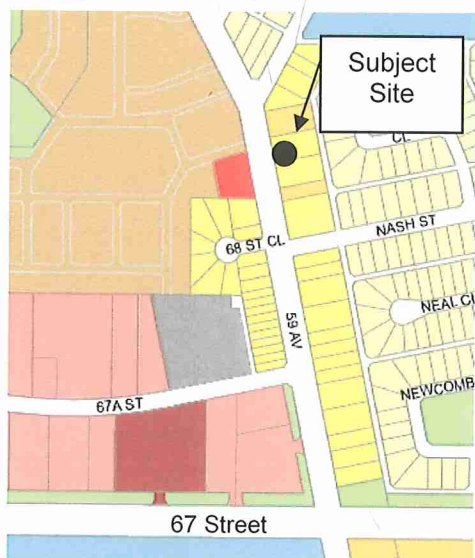 Subject
Site
CL
NASH ST
68 ST CL
59 AV
NEAL CL
NEWCOMB
67A ST
67 Street